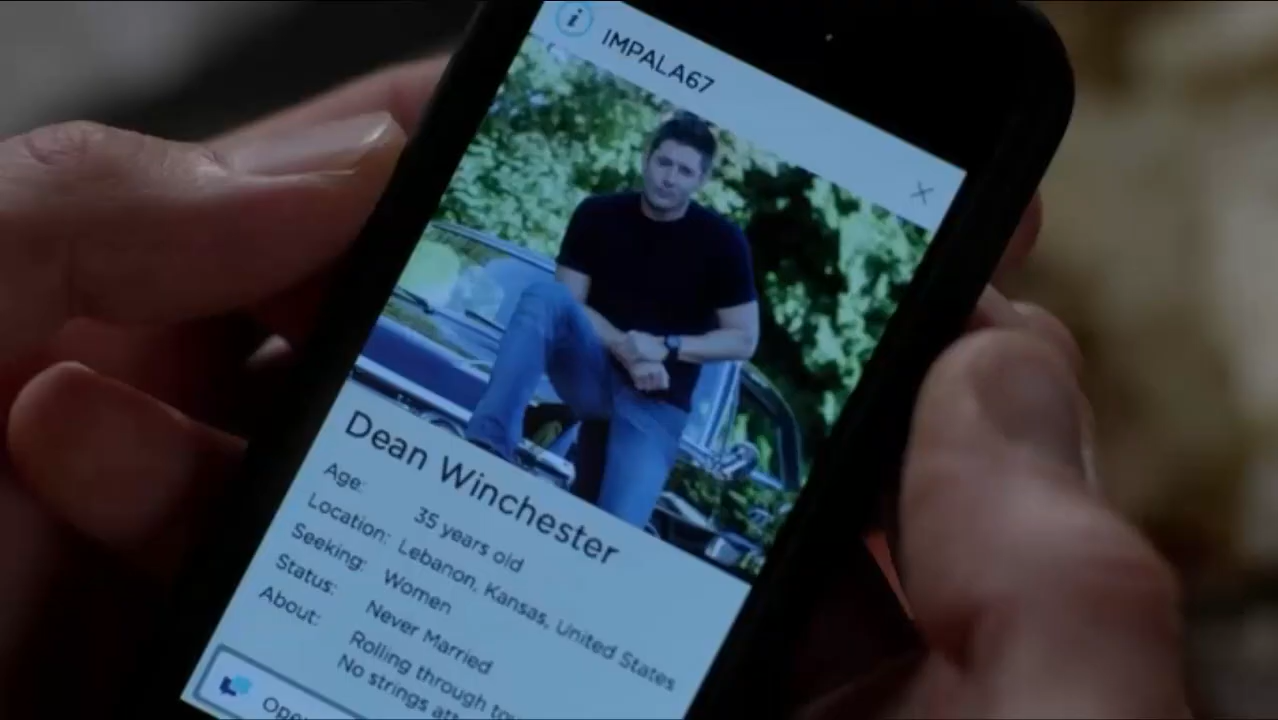 IMPALA67
Dean Winchester
Age: 35 years old
Location: Lebanon, Kansas, United States
Seeking: Women
Status: Never Married
About: Rolling through
No strings